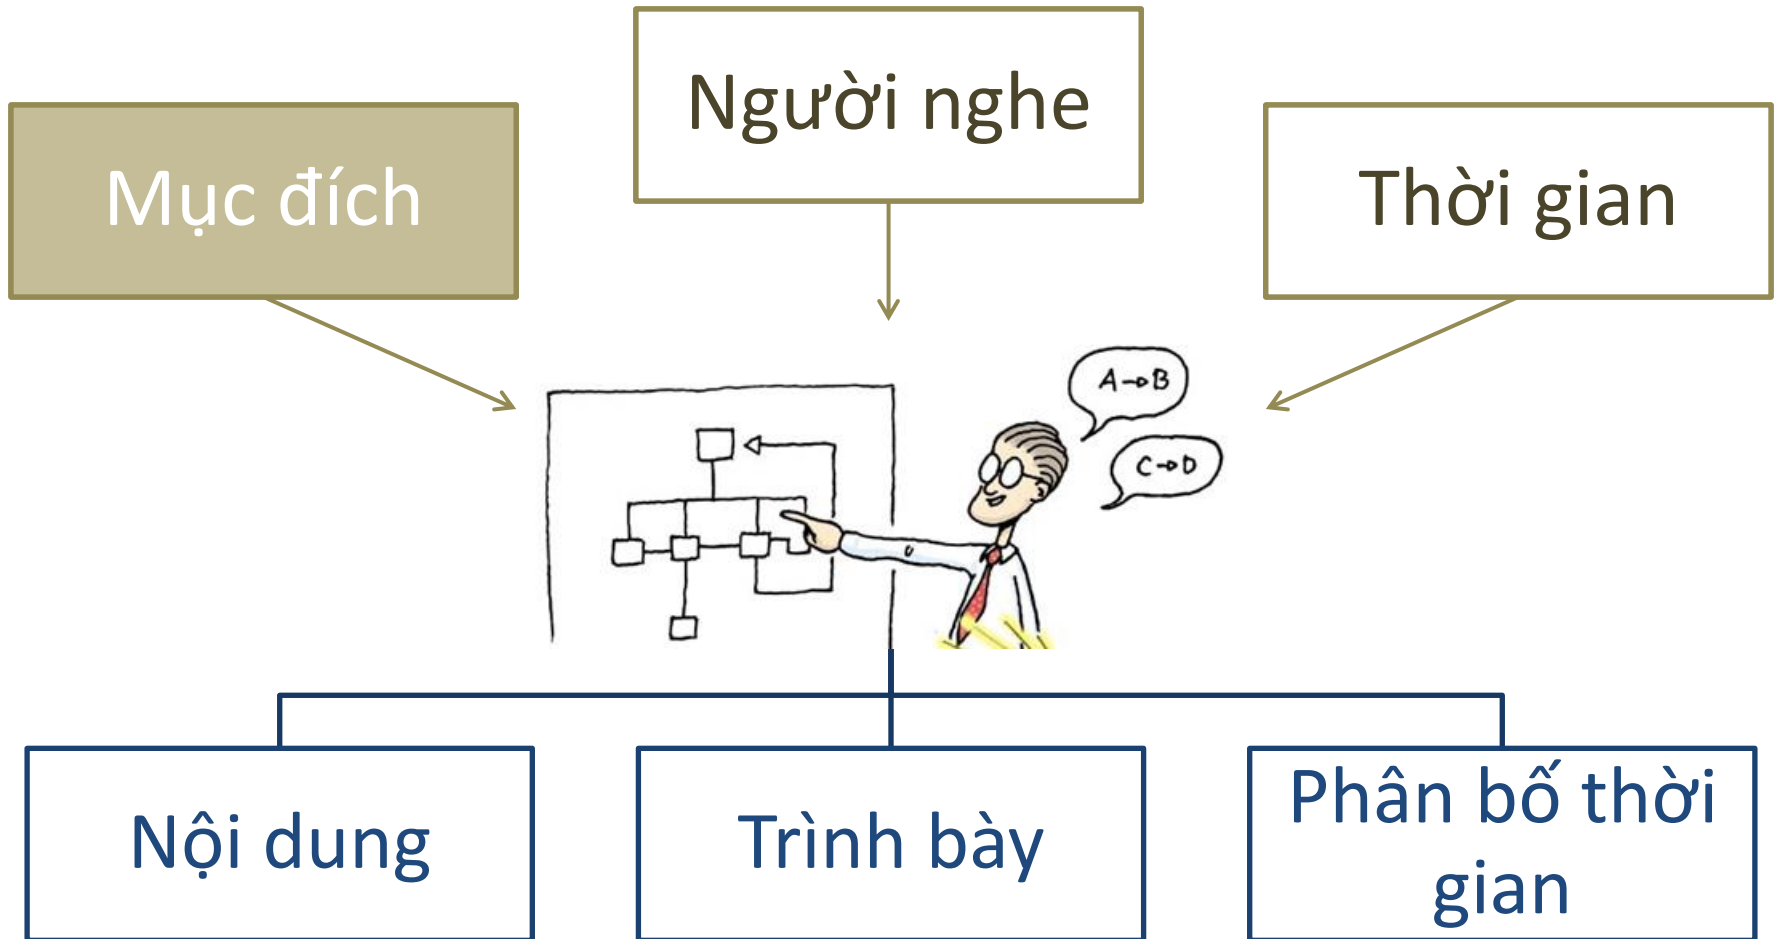 Người nghe
Mục đích
Thời gian
A→B
C→D
Nội dung
Trình bày
Phân bố thời
gian